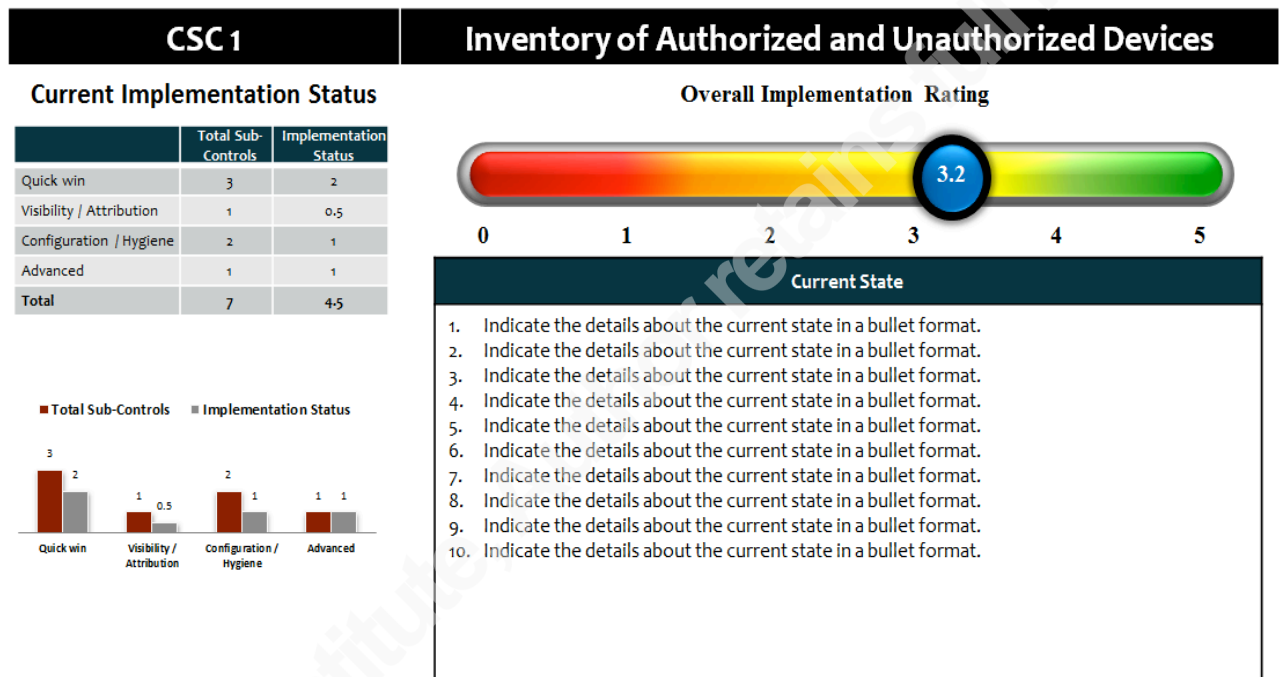 CSC 1
Inventory of Authorized and Unauthorized Devices
Current Implementation Status
Total Sub-Controls Implementation Status
Quick win 3 2
Visibility / Attribution 1 0.5
Configuration / Hygiene 2 1
Advanced 1 1
Total 7 4.5
Total Sub-Controls Implementation Status
3
2
1
0.5
2
1
1 1
Quick win
Visibility / Attribution
Configuration / Hygiene
Advanced
Overall Implementation Rating
3.2
0 1 2 3 4 5
Current State
1. Indicate the details about the current state in a bullet format.
2. Indicate the details about the current state in a bullet format.
3. Indicate the details about the current state in a bullet format.
4. Indicate the details about the current state in a bullet format.
5. Indicate the details about the current state in a bullet format.
6. Indicate the details about the current state in a bullet format.
7. Indicate the details about the current state in a bullet format.
8. Indicate the details about the current state in a bullet format.
9. Indicate the details about the current state in a bullet format.
10. Indicate the details about the current state in a bullet format.
retains